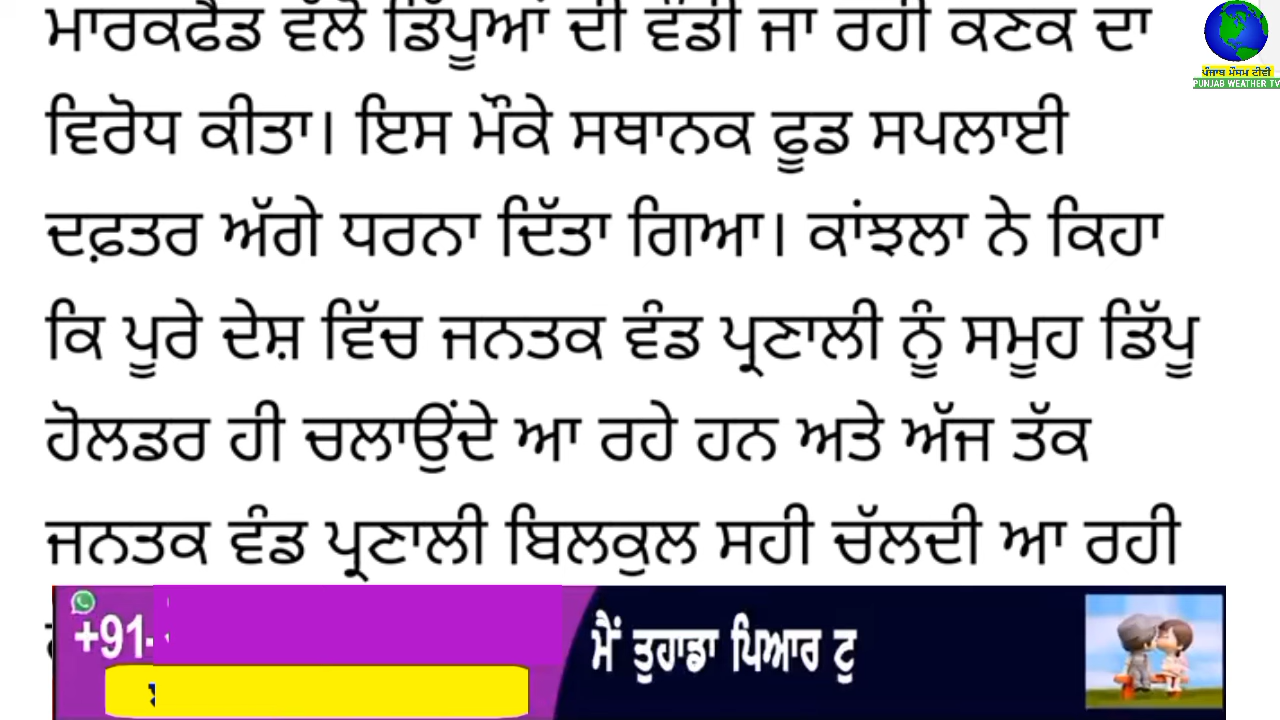 ਮਾਰਕਫੈਡ ਵੱਲੋਂ ਡਿੱਪੂਆਂ ਦੀ ਵੰਡੀ ਜਾ ਰਹੀ ਕਣਕ ਦਾ
ਵਿਰੋਧ ਕੀਤਾ। ਇਸ ਮੌਕੇ ਸਥਾਨਕ ਫੂਡ ਸਪਲਾਈ
ਦਫ਼ਤਰ ਅੱਗੇ ਧਰਨਾ ਦਿੱਤਾ ਗਿਆ। ਕਾਂਝਲਾ ਨੇ ਕਿਹਾ
ਕਿ ਪੂਰੇ ਦੇਸ਼ ਵਿੱਚ ਜਨਤਕ ਵੰਡ ਪ੍ਰਣਾਲੀ ਨੂੰ ਸਮੂਹ ਡਿੱਪੂ
ਹੋਲਡਰ ਹੀ ਚਲਾਉਂਦੇ ਆ ਰਹੇ ਹਨ ਅਤੇ ਅੱਜ ਤੱਕ
ਜਨਤਕ ਵੰਡ ਪ੍ਰਣਾਲੀ ਬਿਲਕੁਲ ਸਹੀ ਚੱਲਦੀ ਆ ਰਹੀ
ਪੰਜਾਬ ਮੌਸਮ ਟੀਵੀ
PUNJAB WEATHER TV
+91-
ਮੈਂ ਤੁਹਾਡਾ ਪਿਆਰ ਟੁ